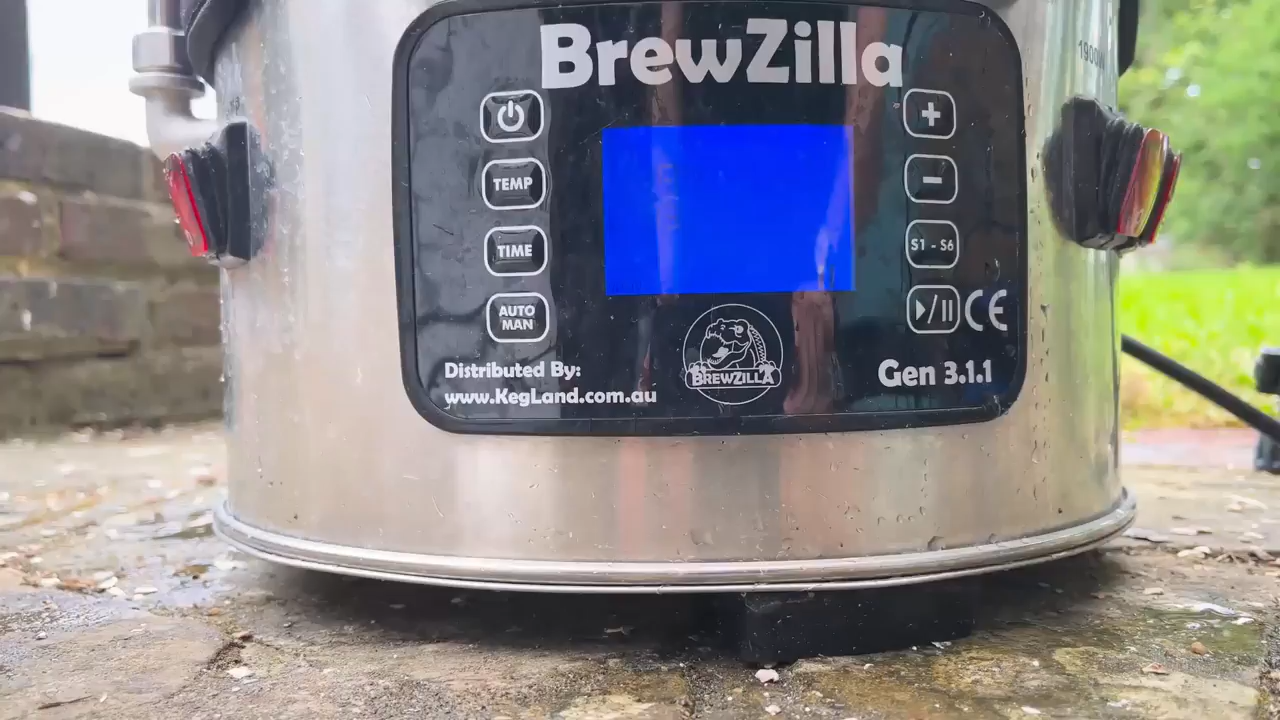 BrewZilla
TEMP
TIME
AUTO
MAN
+
-
S1 - S6
CE
Distributed By:
www.KegLand.com.au
BREWZILLA
Gen 3.1.1